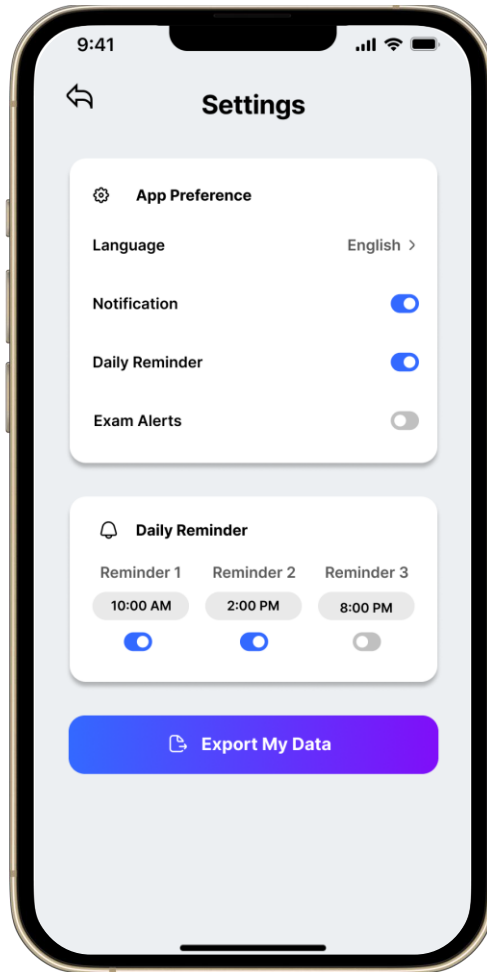 9:41
Settings
App Preference
Language English >
Notification
Daily Reminder
Exam Alerts
Daily Reminder
Reminder 1 Reminder 2 Reminder 3
10:00 AM 2:00 PM 8:00 PM
Export My Data